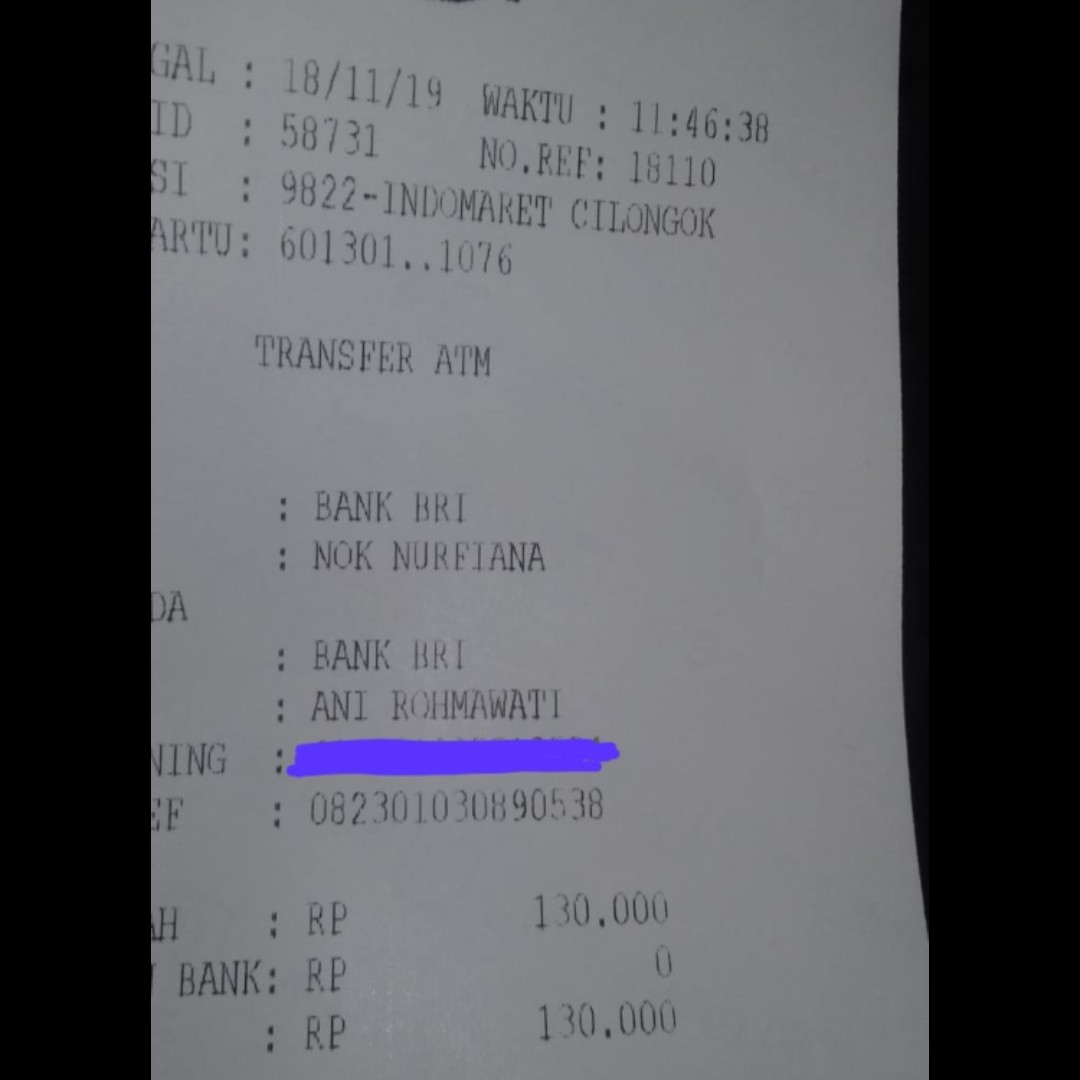 GAL : 18/11/19 WAKTU : 11:46:38
ID : 58731 NO.REF: 18110
SI : 9822-INDOMARET CILONGOK
ARTU: 601301..1076
TRANSFER ATM
: BANK BRI
: NOK NURFIANA
DA
: BANK BRI
: ANI ROHMAWATI
NING :
EF : 082301030890538
AH : RP 130.000
BANK: RP 0
: RP 130.000